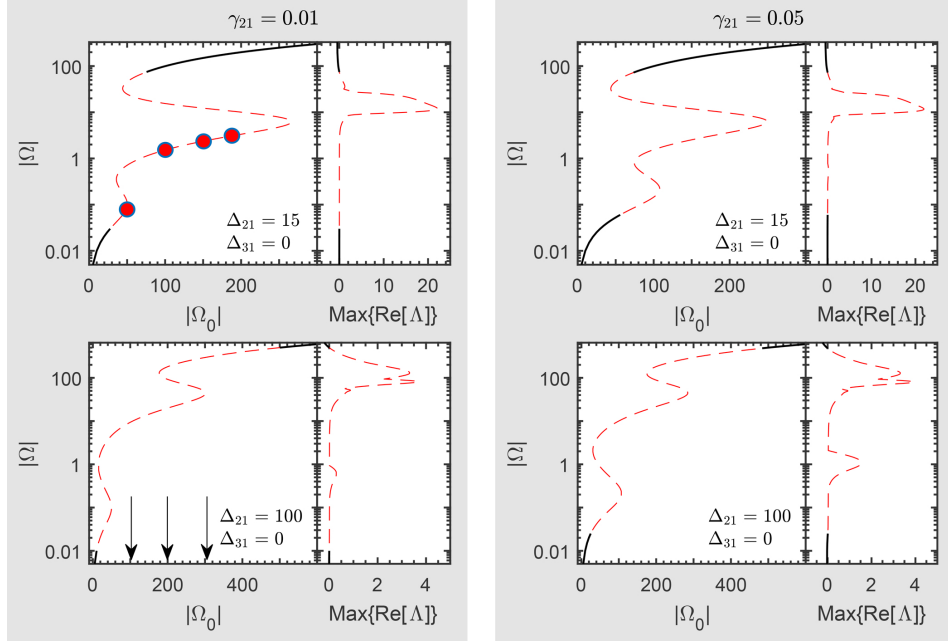 γ₂₁ = 0.01
γ₂₁ = 0.05
|Ω|
100
1
0.01
Δ₂₁ = 15
Δ₃₁ = 0
0 100 200
0 10 20
|Ω₀|
Max{Re[Λ]}
|Ω|
100
1
0.01
Δ₂₁ = 15
Δ₃₁ = 0
0 100 200
0 10 20
|Ω₀|
Max{Re[Λ]}
|Ω|
100
1
0.01
Δ₂₁ = 100
Δ₃₁ = 0
0 200 400
0 2 4
|Ω₀|
Max{Re[Λ]}
|Ω|
100
1
0.01
Δ₂₁ = 100
Δ₃₁ = 0
0 200 400
0 2 4
|Ω₀|
Max{Re[Λ]}